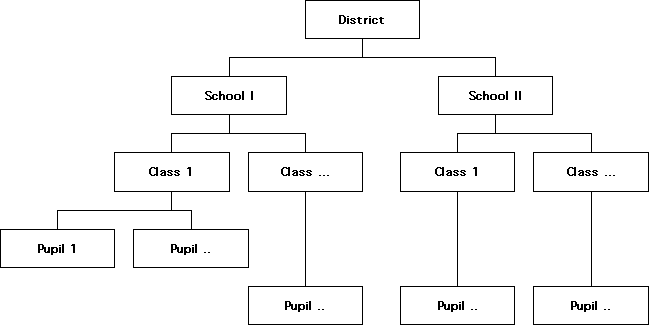 District
School I
School II
Class 1
Class ...
Class 1
Class ...
Pupil 1
Pupil ..
Pupil ..
Pupil ..
Pupil ..